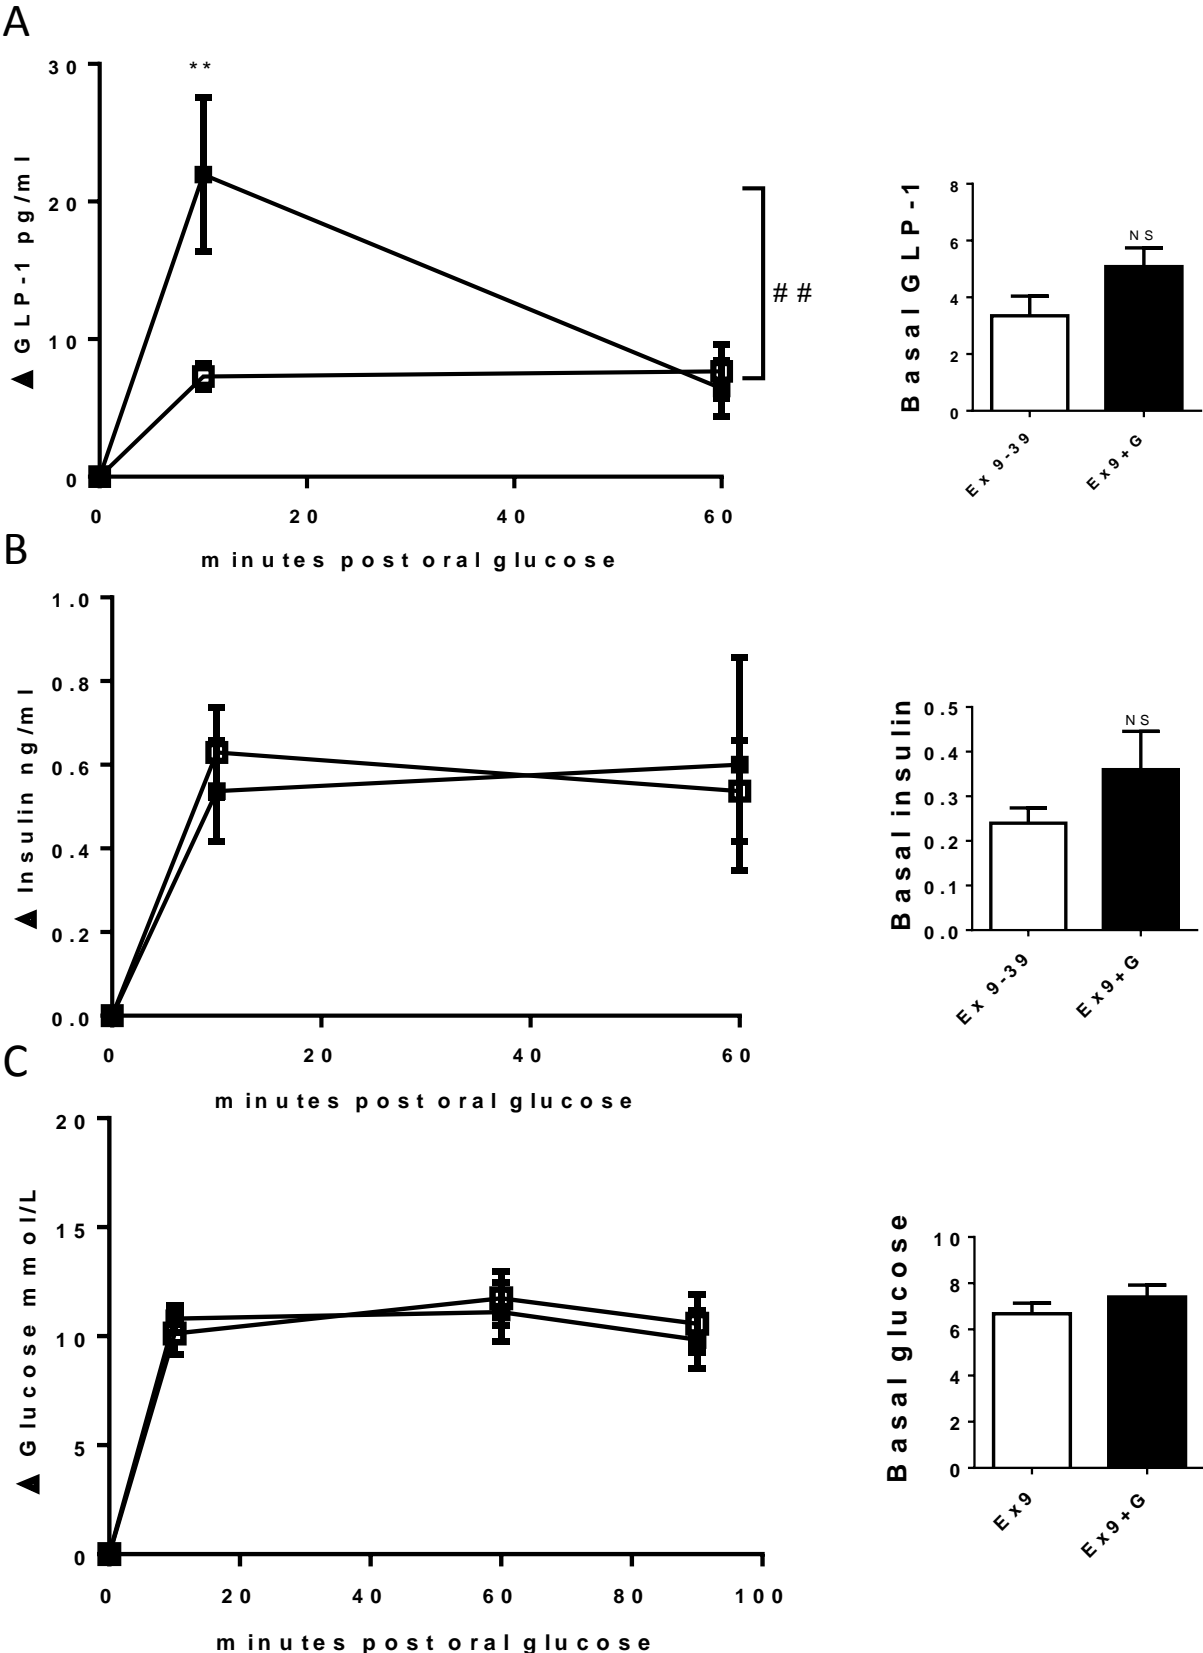 A
30
20
10
0
▲ GLP-1 pg/ml
**
##
0 20 40 60
minutes post oral glucose
8
6
4
2
0
Basal GLP-1
NS
Ex 9-39
Ex9+G
B
1.0
0.8
0.6
0.4
0.2
0.0
▲ Insulin ng/ml
0 20 40 60
minutes post oral glucose
0.5
0.4
0.3
0.2
0.1
0.0
Basal insulin
NS
Ex 9-39
Ex9+G
C
20
15
10
5
0
▲ Glucose mmol/L
0 20 40 60 80 100
minutes post oral glucose
10
8
6
4
2
0
Basal glucose
Ex9
Ex9+G